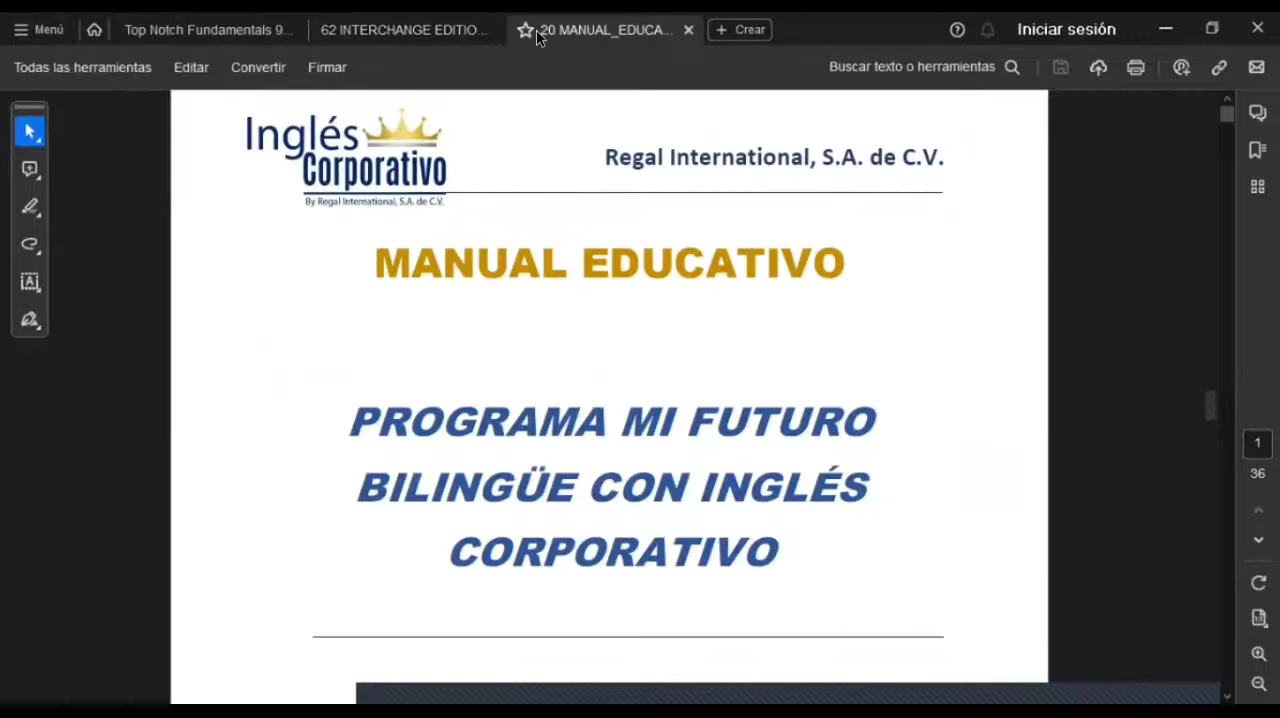 Menú
Top Notch Fundamentals 9...
62 INTERCHANGE EDITIO...
20 MANUAL_EDUCA...
Crear
Iniciar sesión
Todas las herramientas
Editar
Convertir
Firmar
Buscar texto o herramientas
Inglés
Corporativo
By Regal International, S.A. de C.V.
Regal International, S.A. de C.V.
MANUAL EDUCATIVO
PROGRAMA MI FUTURO
BILINGÜE CON INGLÉS
CORPORATIVO
1
36